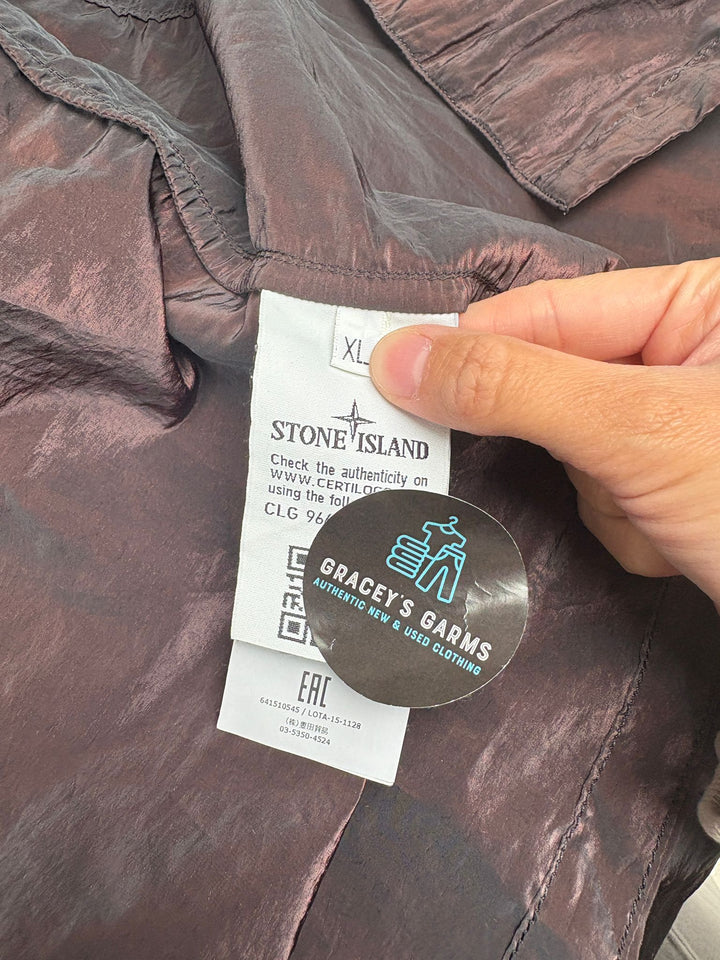 XL
STONE ISLAND
Check the authenticity on
WWW.CERTILOG
using the foll
CLG 96
GRACEY'S GARMS
AUTHENTIC NEW & USED CLOTHING
EAC
641510545 / LOTA-15-1128
(株)恵田貿易
03-5350-4524